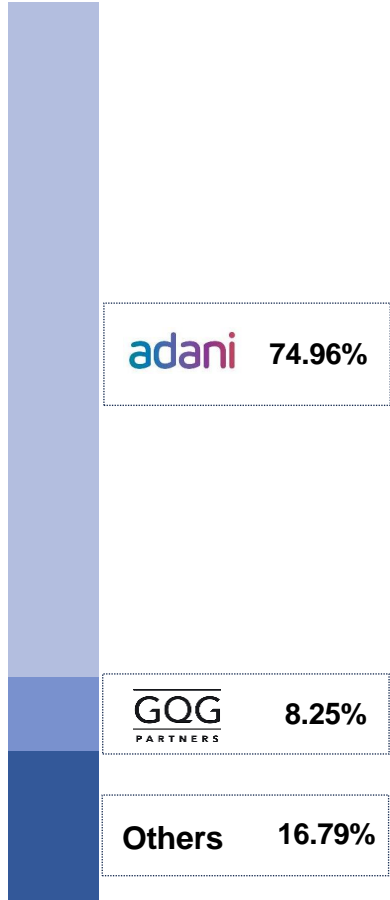 adani 74.96%
GQG
PARTNERS
8.25%
Others 16.79%